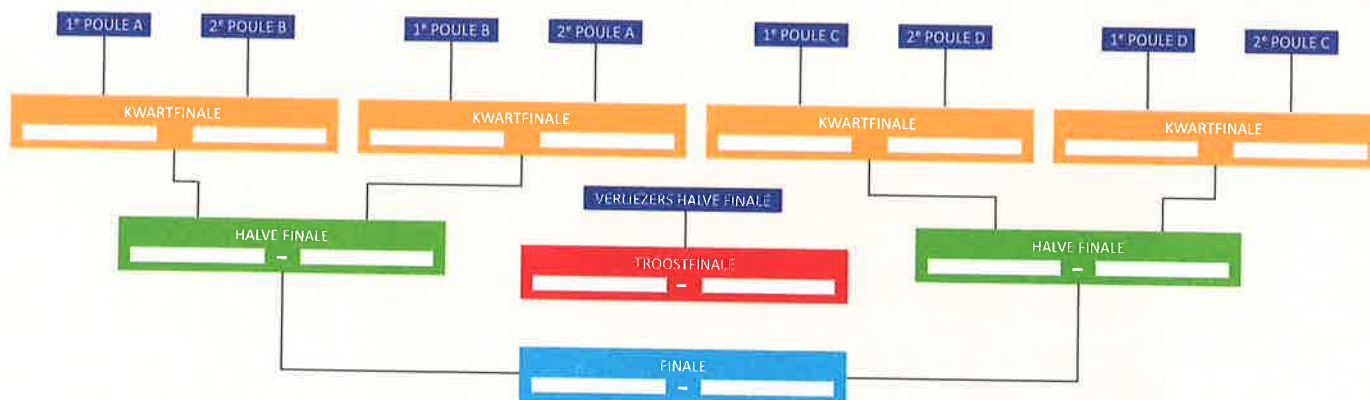 1ᵉ POULE A
2ᵉ POULE B
1ᵉ POULE B
2ᵉ POULE A
1ᵉ POULE C
2ᵉ POULE D
1ᵉ POULE D
2ᵉ POULE C
KWARTFINALE
KWARTFINALE
KWARTFINALE
KWARTFINALE
VERLIEZERS HALVE FINALE
HALVE FINALE
–
TROOSTFINALE
–
HALVE FINALE
–
FINALE
–